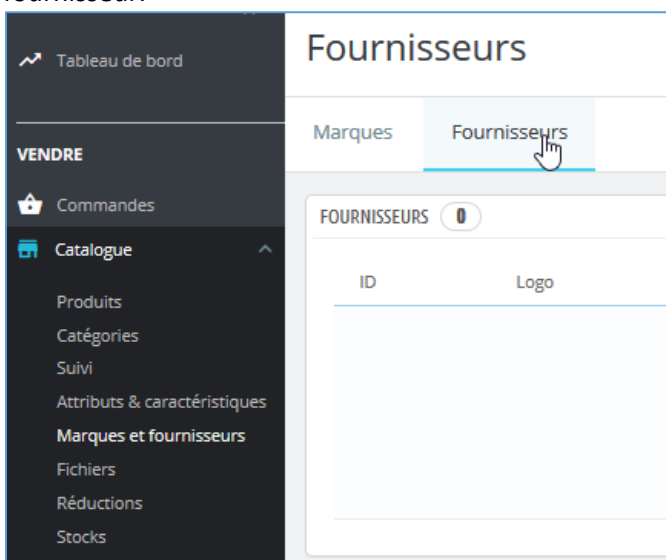 fournisseur.
Tableau de bord
VENDRE
Commandes
Catalogue
Produits
Catégories
Suivi
Attributs & caractéristiques
Marques et fournisseurs
Fichiers
Réductions
Stocks
Fournisseurs
Marques Fournisseurs
FOURNISSEURS 0
ID Logo